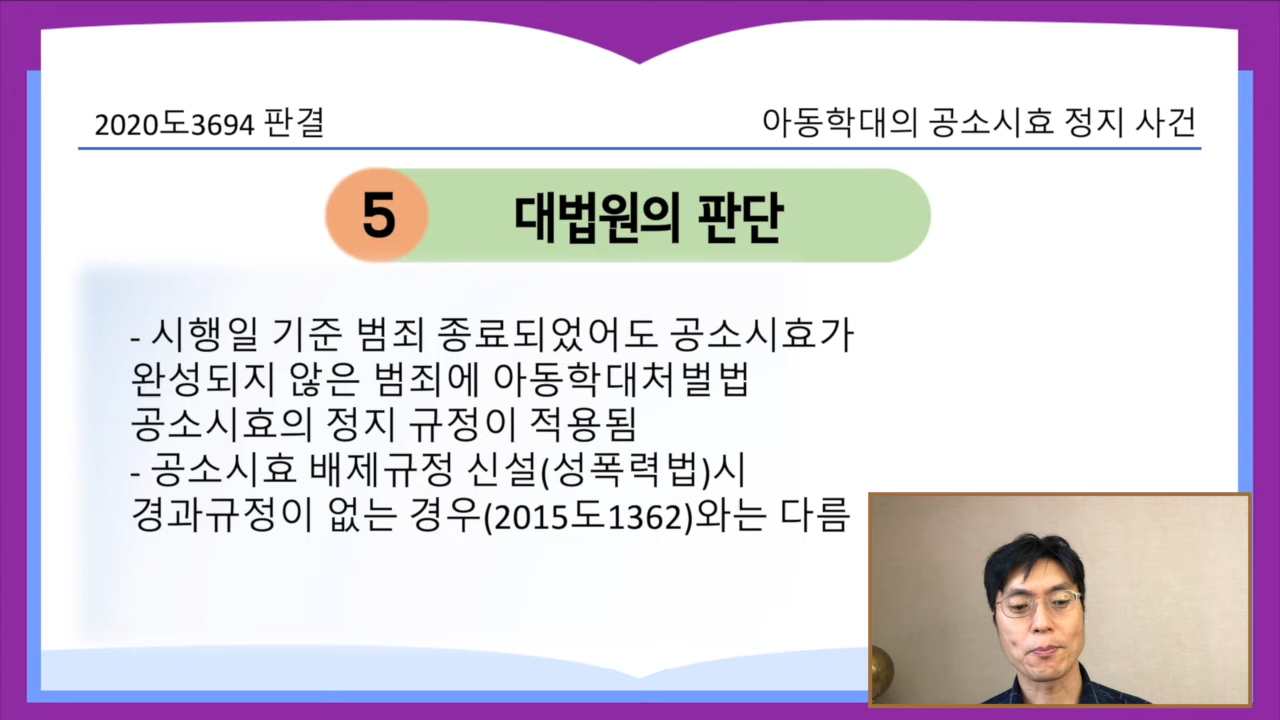 2020도3694 판결
아동학대의 공소시효 정지 사건
5 대법원의 판단
- 시행일 기준 범죄 종료되었어도 공소시효가
완성되지 않은 범죄에 아동학대처벌법
공소시효의 정지 규정이 적용됨
- 공소시효 배제규정 신설(성폭력법)시
경과규정이 없는 경우(2015도1362)와는 다름